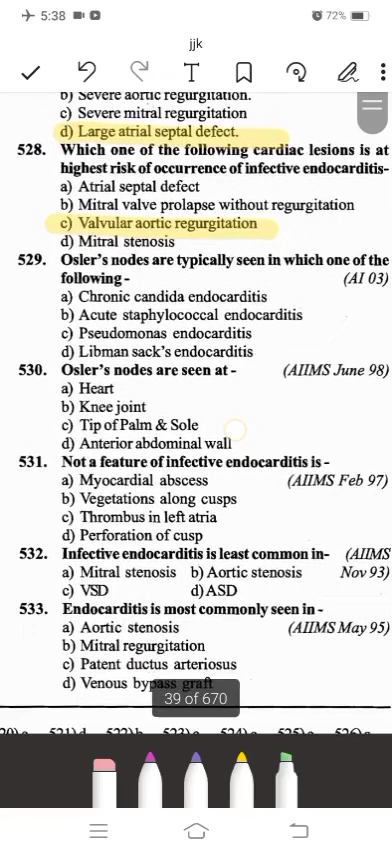 5:38
72%
jjk
T
b) Severe aortic regurgitation.
c) Severe mitral regurgitation
d) Large atrial septal defect.
528. Which one of the following cardiac lesions is at
highest risk of occurrence of infective endocarditis-
a) Atrial septal defect
b) Mitral valve prolapse without regurgitation
c) Valvular aortic regurgitation
d) Mitral stenosis
529. Osler's nodes are typically seen in which one of the
following - (AI 03)
a) Chronic candida endocarditis
b) Acute staphylococcal endocarditis
c) Pseudomonas endocarditis
d) Libman sack's endocarditis
530. Osler's nodes are seen at - (AIIMS June 98)
a) Heart
b) Knee joint
c) Tip of Palm & Sole
d) Anterior abdominal wall
531. Not a feature of infective endocarditis is -
a) Myocardial abscess (AIIMS Feb 97)
b) Vegetations along cusps
c) Thrombus in left atria
d) Perforation of cusp
532. Infective endocarditis is least common in- (AIIMS
a) Mitral stenosis b) Aortic stenosis Nov 93)
c) VSD d) ASD
533. Endocarditis is most commonly seen in -
a) Aortic stenosis (AIIMS May 95)
b) Mitral regurgitation
c) Patent ductus arteriosus
d) Venous bypass graft
39 of 670